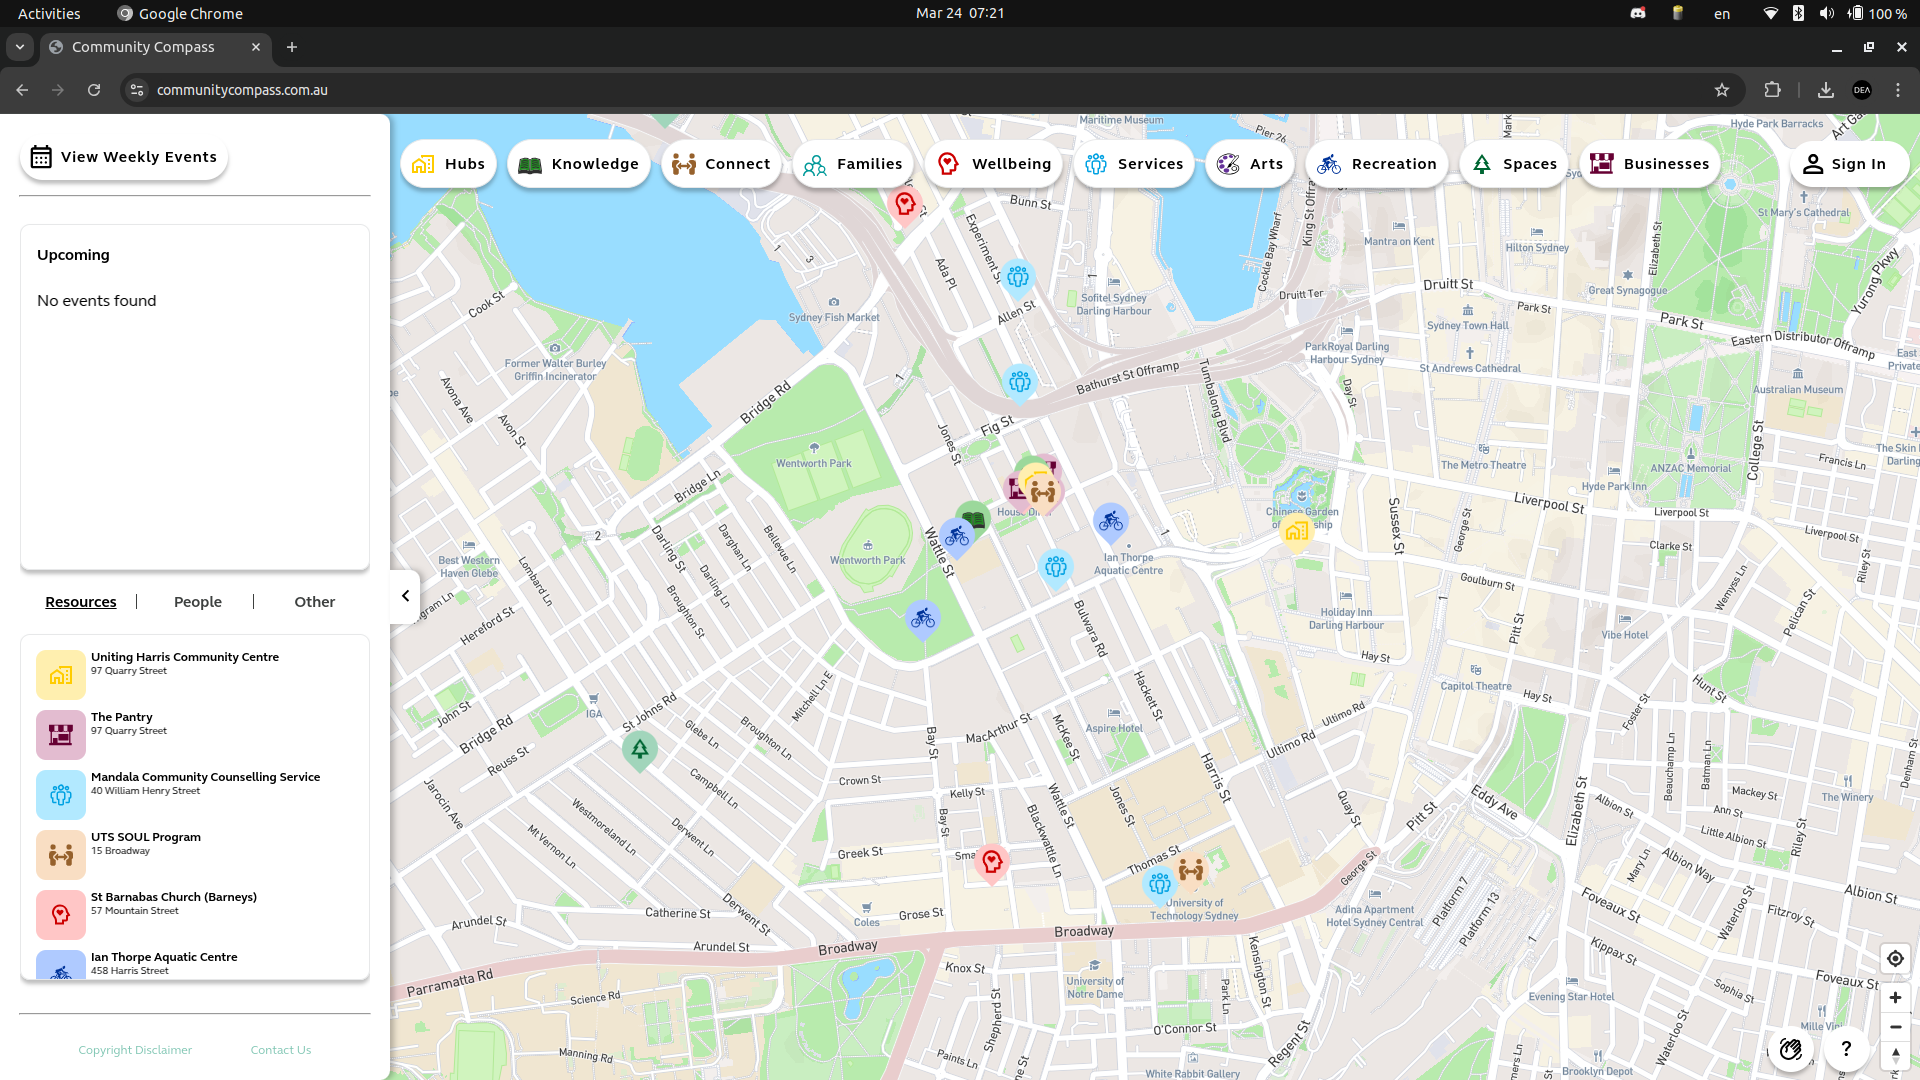 Activities
Google Chrome
Mar 24 07:21
en
100 %
Community Compass
communitycompass.com.au
DEA
View Weekly Events
Hubs
Knowledge
Connect
Families
Wellbeing
Services
Arts
Recreation
Spaces
Businesses
Sign In
Upcoming
No events found
Resources
People
Other
Uniting Harris Community Centre
97 Quarry Street
The Pantry
97 Quarry Street
Mandala Community Counselling Service
40 William Henry Street
UTS SOUL Program
15 Broadway
St Barnabas Church (Barneys)
57 Mountain Street
Ian Thorpe Aquatic Centre
458 Harris Street
Copyright Disclaimer
Contact Us
Maritime Museum
Pier 26
Hyde Park Barracks
Bunn St
Experiment St
Ada Pl
Allen St
Cockle Bay Wharf
Sofitel Sydney
Darling Harbour
Druitt Ter
Druitt St
Mantra on Kent
Hilton Sydney
Elizabeth St
St Mary's Cathedral
Great Synagogue
Yurong Pkwy
Park St
Park St
Sydney Town Hall
Eastern Distributor Offramp
ParkRoyal Darling
Harbour Sydney
St Andrews Cathedral
Australian Museum
Sydney Fish Market
Cook St
Former Walter Burley
Griffin Incinerator
Avona Ave
Avon St
Bridge Rd
Bathurst St Offramp
Tumbalong Blvd
Day St
Fig St
Jones St
College St
Wentworth Park
The Metro Theatre
ANZAC Memorial
Francis Ln
Hyde Park Inn
Bridge Ln
Liverpool St
Liverpool St
Liverpool St
Sussex St
George St
Wattle St
Wentworth Park
Ian Thorpe
Aquatic Centre
Best Western
Haven Glebe
Lombard Ln
Darling St
Darghan Ln
Darling Ln
Bellevue Ln
Broughton St
Clarke St
Goulburn St
Wemyss Ln
Riley St
Pelican St
Hereford St
Holiday Inn
Darling Harbour
Pitt St
Vibe Hotel
Bulwara Rd
Hay St
Hackett St
Capitol Theatre
Hay St
Hunt St
Foster St
John St
IGA
St Johns Rd
Mitchell Ln E
Glebe Ln
Broughton Ln
Bridge Rd
Reuss St
Bay St
MacArthur St
McKee St
Aspire Hotel
Ultimo Rd
Ultimo Rd
Harris St
Campbell Ln
Crown St
Kelly St
Jarocin Ave
Westmoreland Ln
Mt Vernon Ln
Derwent Ln
Bay St
Wattle St
Blackwattle Ln
Jones St
Quay St
Pitt St
Eddy Ave
Elizabeth St
Beauchamp Ln
Batman Ln
Mackey St
The Winery
Denham St
Albion St
Ann St
Little Albion St
Riley St
Greek St
Thomas St
George St
Mary Ln
Albion Way
Albion St
Platform 7
Platform 13
Foveaux St
Waterloo St
Fitzroy St
Derwent St
Catherine St
Coles
Grose St
University of
Technology Sydney
Adina Apartment
Hotel Sydney Central
Arundel St
Arundel St
Broadway
Broadway
Kippax St
Foveaux St
Parramatta Rd
Knox St
University of
Notre Dame
Kensington St
Park Ln
Science Rd
Shepherd St
Evening Star Hotel
Sophia St
Waterloo St
O'Connor St
Regent St
Manning Rd
Paints Ln
White Rabbit Gallery
Brooklyn Depot
?